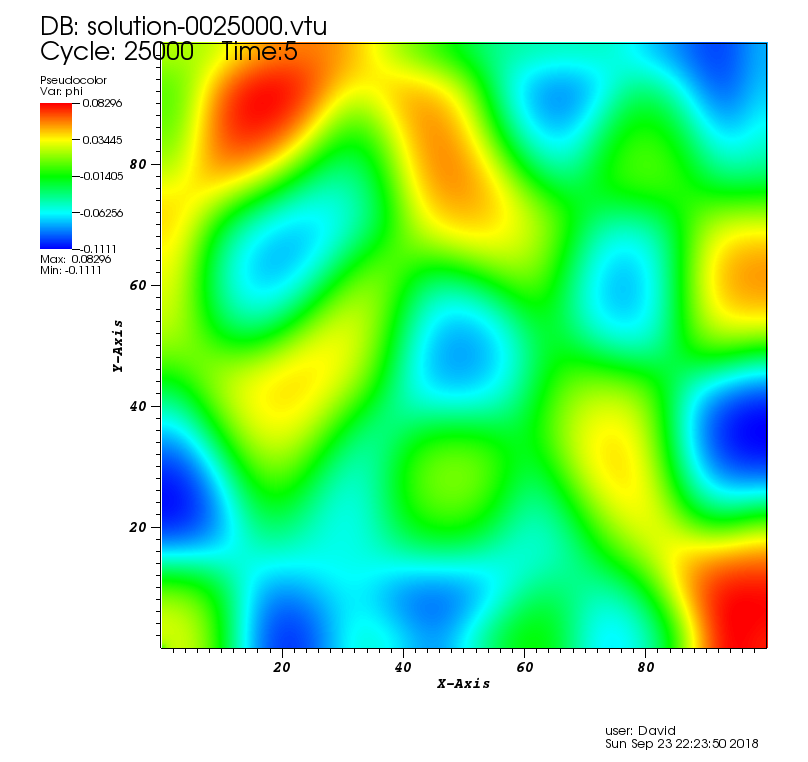 DB: solution-0025000.vtu
Cycle: 25000 Time:5
Pseudocolor
Var: phi
0.08296
0.03445
-0.01405
-0.06256
-0.1111
Max: 0.08296
Min: -0.1111
80
60
40
20
Y-Axis
20 40 60 80
X-Axis
user: David
Sun Sep 23 22:23:50 2018